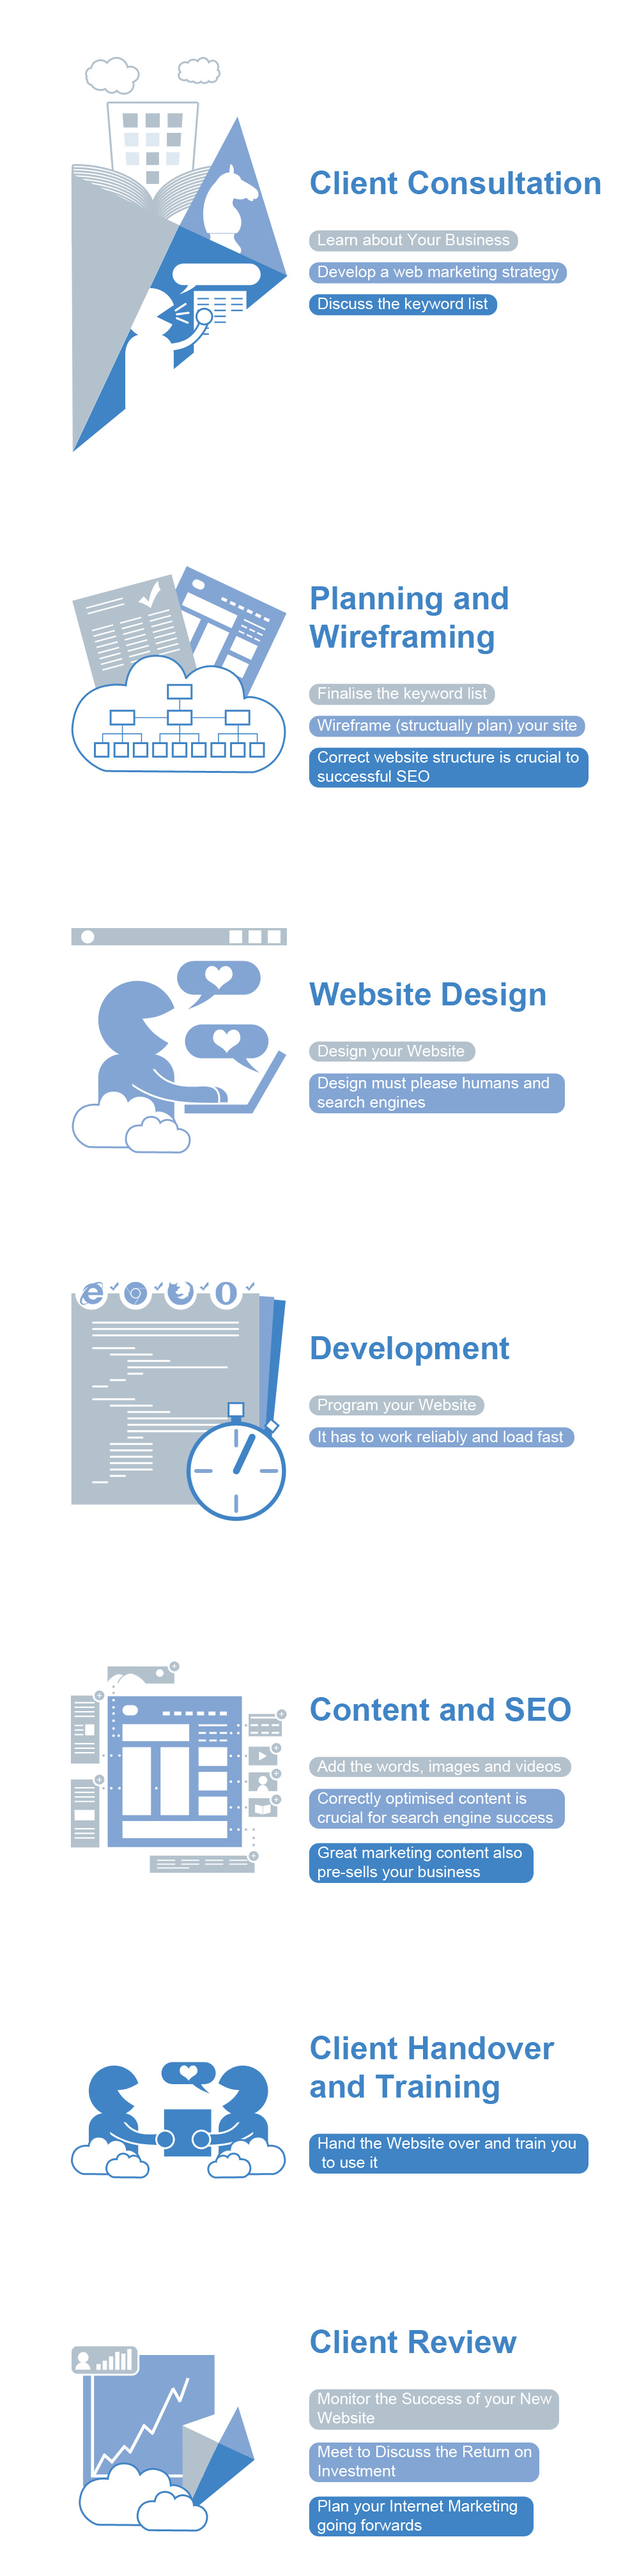 Client Consultation
Learn about Your Business
Develop a web marketing strategy
Discuss the keyword list
Planning and
Wireframing
Finalise the keyword list
Wireframe (structually plan) your site
Correct website structure is crucial to
successful SEO
Website Design
Design your Website
Design must please humans and
search engines
Development
Program your Website
It has to work reliably and load fast
Content and SEO
Add the words, images and videos
Correctly optimised content is
crucial for search engine success
Great marketing content also
pre-sells your business
Client Handover
and Training
Hand the Website over and train you
to use it
Client Review
Monitor the Success of your New
Website
Meet to Discuss the Return on
Investment
Plan your Internet Marketing
going forwards